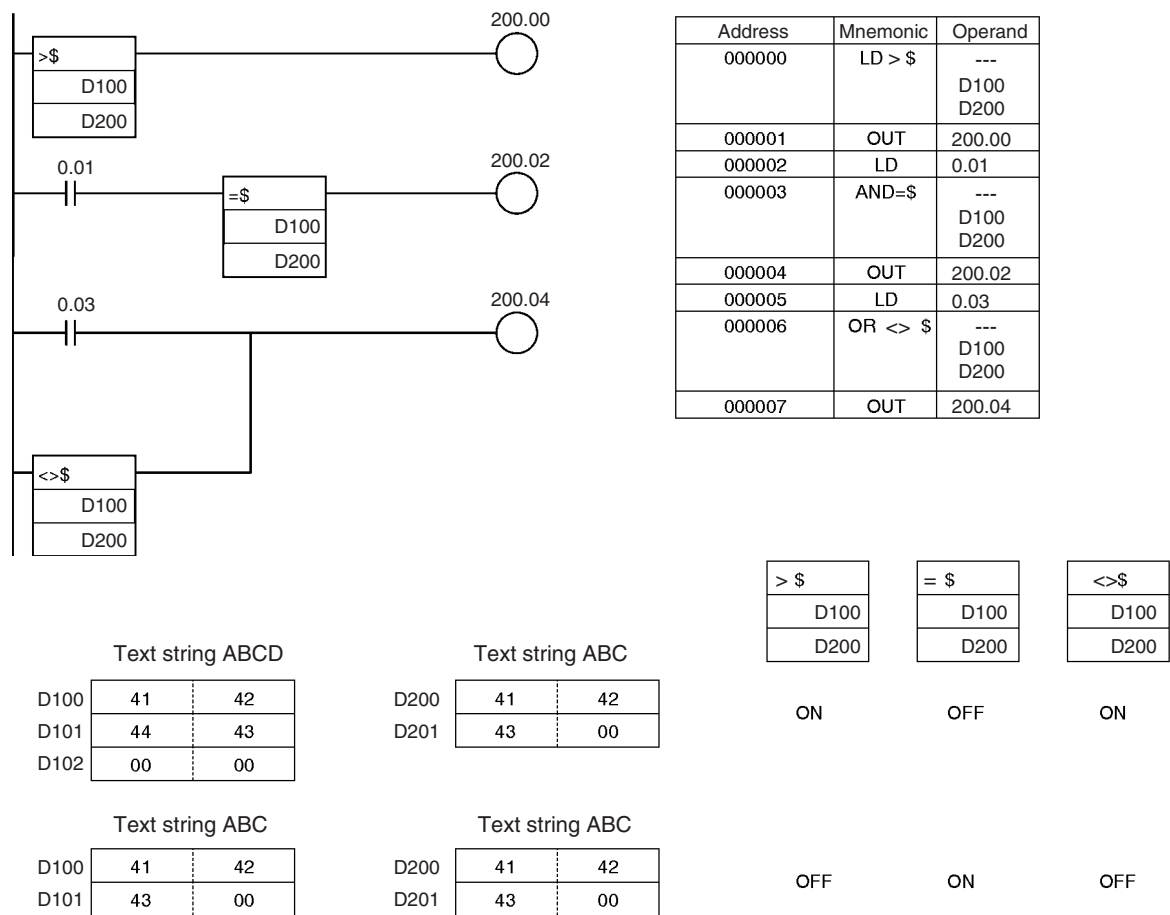 200.00
>$
D100
D200
0.01
200.02
=$
D100
D200
0.03
200.04
<>$
D100
D200
Address Mnemonic Operand
000000 LD > $ ---
D100
D200
000001 OUT 200.00
000002 LD 0.01
000003 AND=$ ---
D100
D200
000004 OUT 200.02
000005 LD 0.03
000006 OR <> $ ---
D100
D200
000007 OUT 200.04
> $ = $ <>$
D100 D100 D100
D200 D200 D200
Text string ABCD Text string ABC
D100 41 42 D200 41 42 ON OFF ON
D101 44 43 D201 43 00
D102 00 00
Text string ABC Text string ABC
D100 41 42 D200 41 42 OFF ON OFF
D101 43 00 D201 43 00